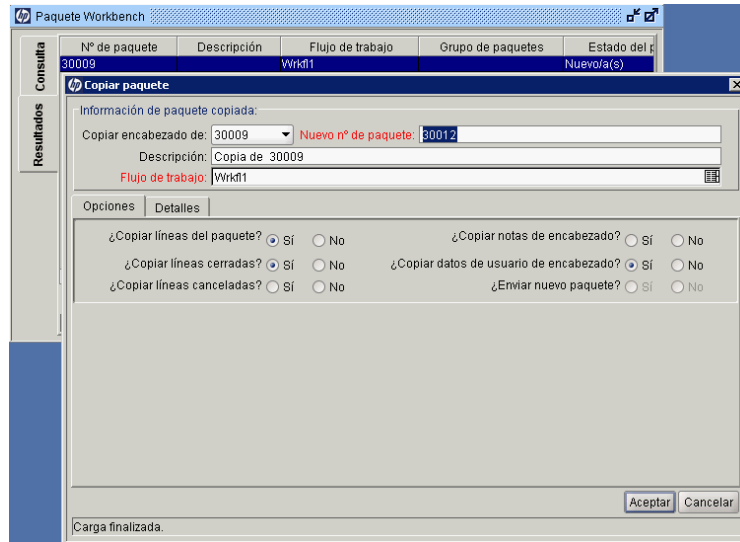 Paquete Workbench
Consulta
Resultados
Nº de paquete Descripción Flujo de trabajo Grupo de paquetes Estado del p
30009 Wrkfl1 Nuevo/a(s)
Copiar paquete
Información de paquete copiada:
Copiar encabezado de: 30009 Nuevo nº de paquete: 30012
Descripción: Copia de 30009
Flujo de trabajo: Wrkfl1
Opciones Detalles
¿Copiar líneas del paquete? Sí No ¿Copiar notas de encabezado? Sí No
¿Copiar líneas cerradas? Sí No ¿Copiar datos de usuario de encabezado? Sí No
¿Copiar líneas canceladas? Sí No ¿Enviar nuevo paquete? Sí No
Aceptar Cancelar
Carga finalizada.